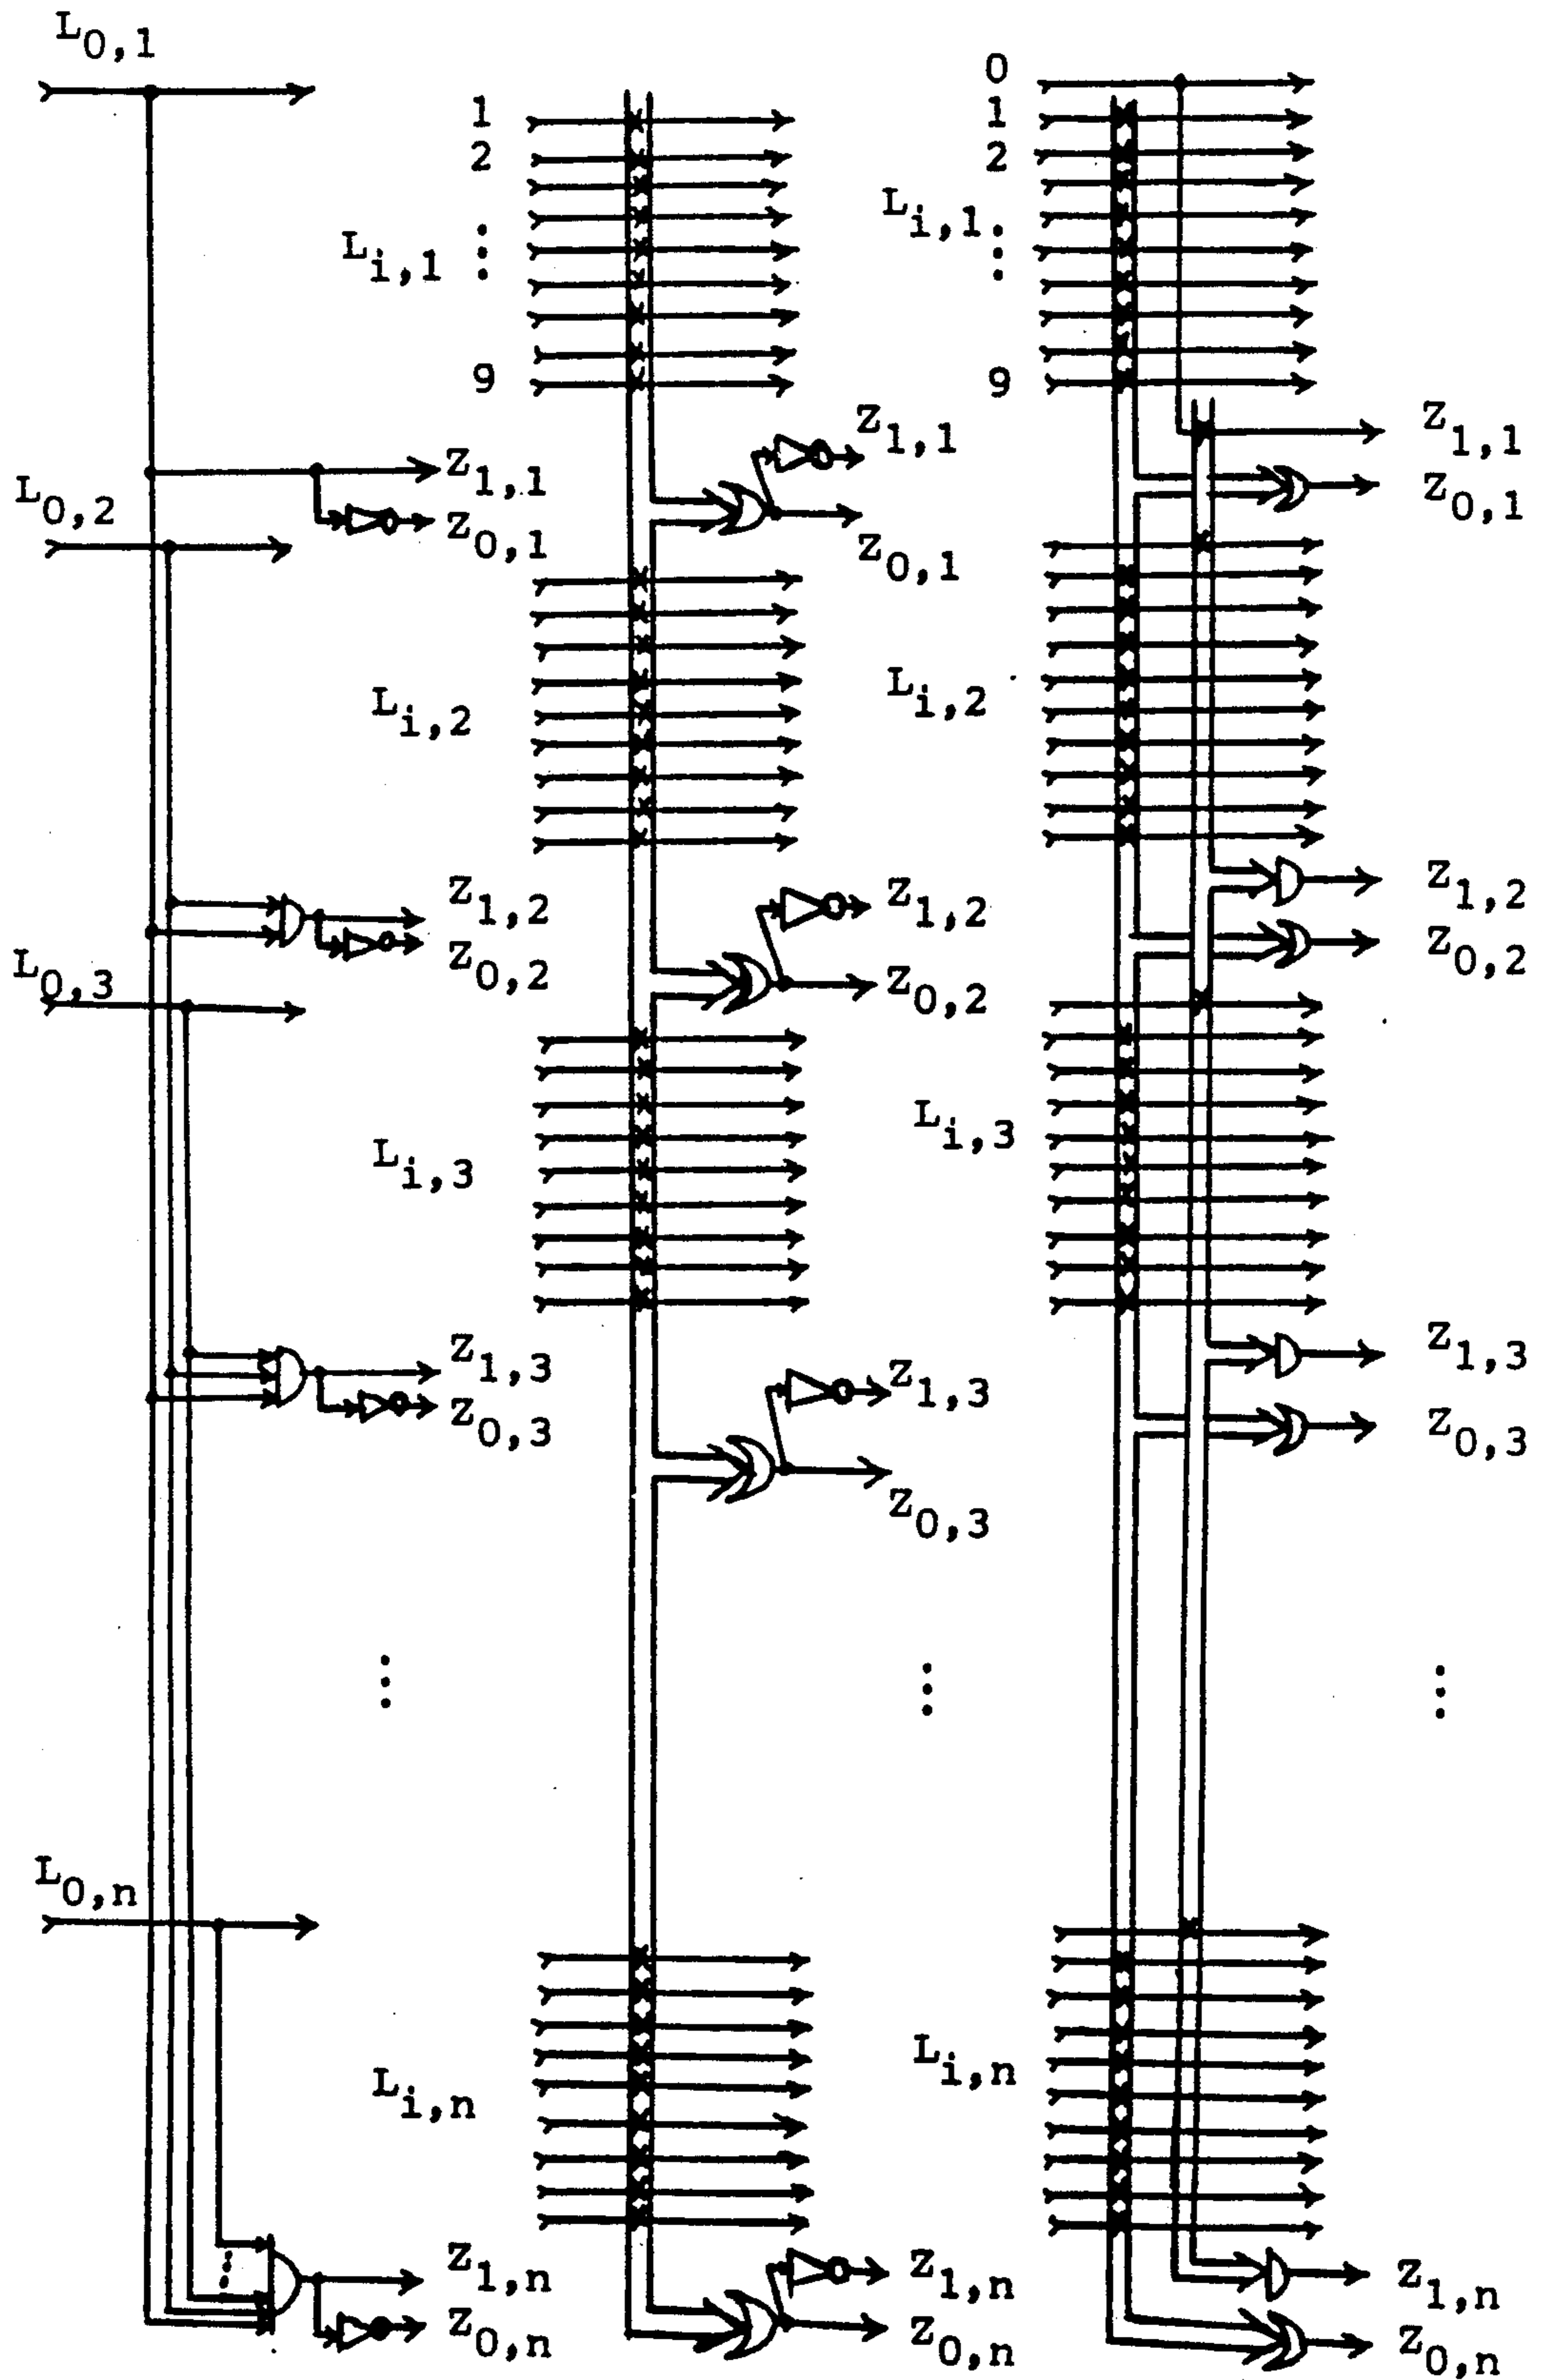 L0,1
Z1,1
L0,2
Z0,1
Z1,2
Z0,2
L0,3
Z1,3
Z0,3
⋮
L0,n
⋮
Z1,n
Z0,n
1
2
Li,1 ⋮
9
Z1,1
Z0,1
Li,2
Z1,2
Z0,2
Li,3
Z1,3
Z0,3
⋮
Li,n
Z1,n
Z0,n
0
1
2
Li,1 ⋮
9
Z1,1
Z0,1
Li,2
Z1,2
Z0,2
Li,3
Z1,3
Z0,3
⋮
Li,n
Z1,n
Z0,n